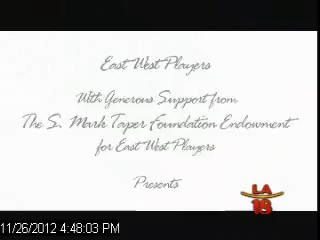 East West Players
With Generous Support from
The S. Mark Taper Foundation Endowment
for East West Players
Presents
LA
18
11/26/2012 4:48:03 PM